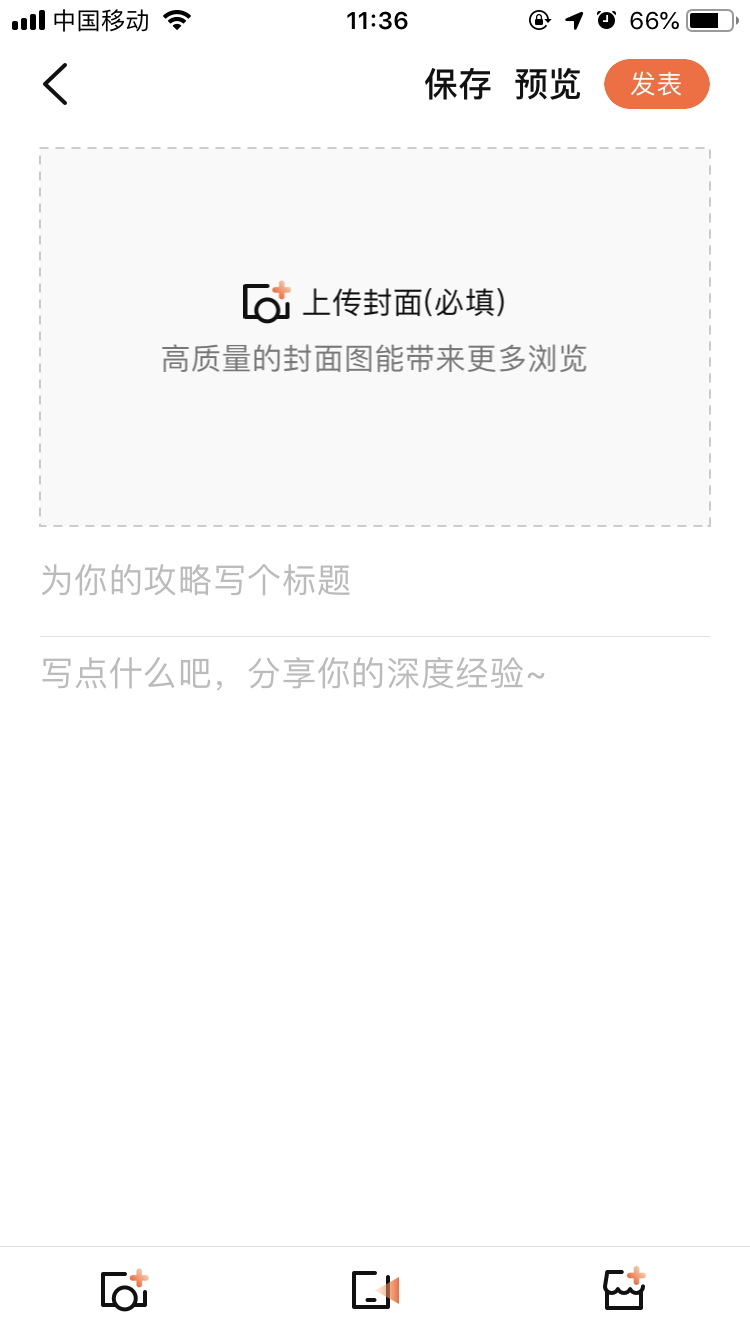 中国移动 11:36 66%
保存 预览 发表
上传封面(必填)
高质量的封面图能带来更多浏览
为你的攻略写个标题
写点什么吧，分享你的深度经验~